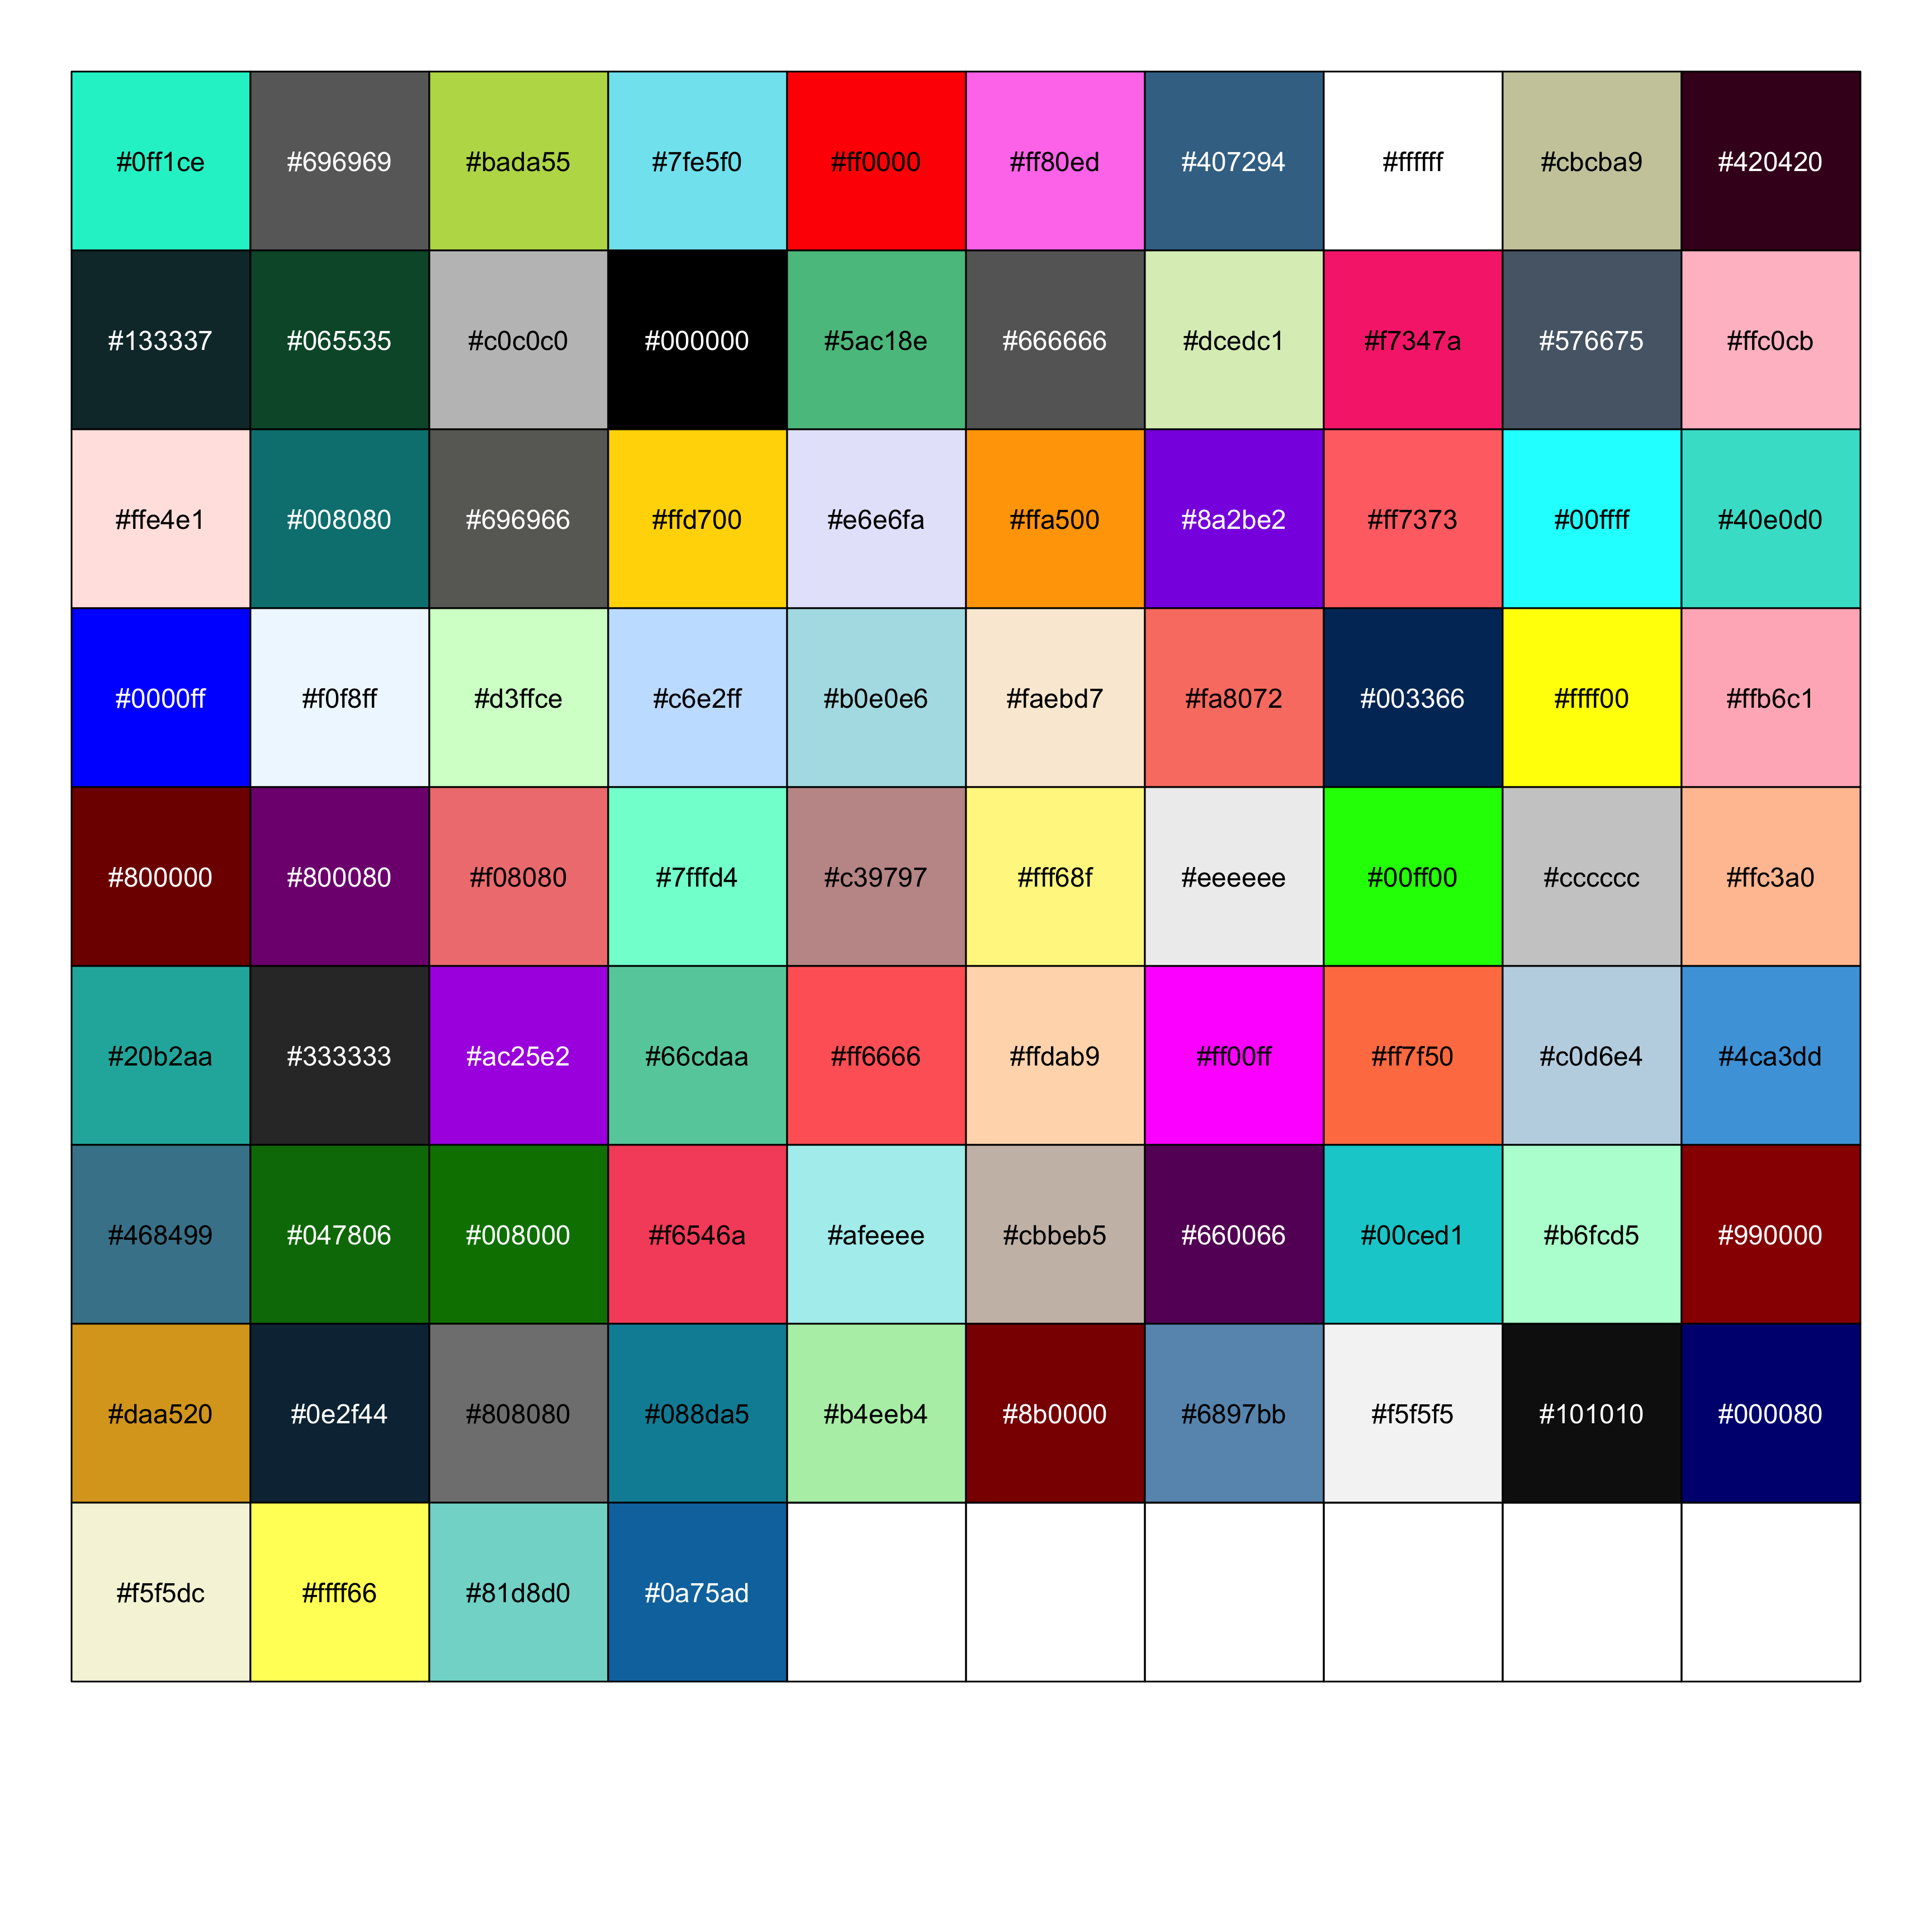 #0ff1ce #696969 #bada55 #7fe5f0 #ff0000 #ff80ed #407294 #ffffff #cbcba9 #420420
#133337 #065535 #c0c0c0 #000000 #5ac18e #666666 #dcedc1 #f7347a #576675 #ffc0cb
#ffe4e1 #008080 #696966 #ffd700 #e6e6fa #ffa500 #8a2be2 #ff7373 #00ffff #40e0d0
#0000ff #f0f8ff #d3ffce #c6e2ff #b0e0e6 #faebd7 #fa8072 #003366 #ffff00 #ffb6c1
#800000 #800080 #f08080 #7fffd4 #c39797 #fff68f #eeeeee #00ff00 #cccccc #ffc3a0
#20b2aa #333333 #ac25e2 #66cdaa #ff6666 #ffdab9 #ff00ff #ff7f50 #c0d6e4 #4ca3dd
#468499 #047806 #008000 #f6546a #afeeee #cbbeb5 #660066 #00ced1 #b6fcd5 #990000
#daa520 #0e2f44 #808080 #088da5 #b4eeb4 #8b0000 #6897bb #f5f5f5 #101010 #000080
#f5f5dc #ffff66 #81d8d0 #0a75ad